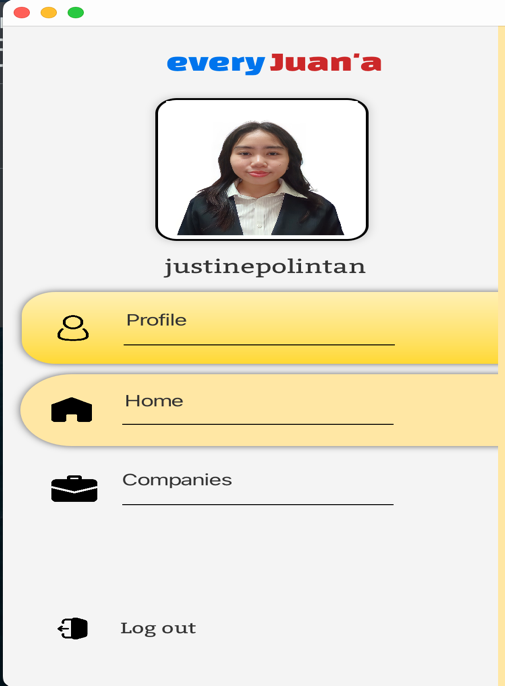 everyJuan'a
justinepolintan
Profile
Home
Companies
Log out